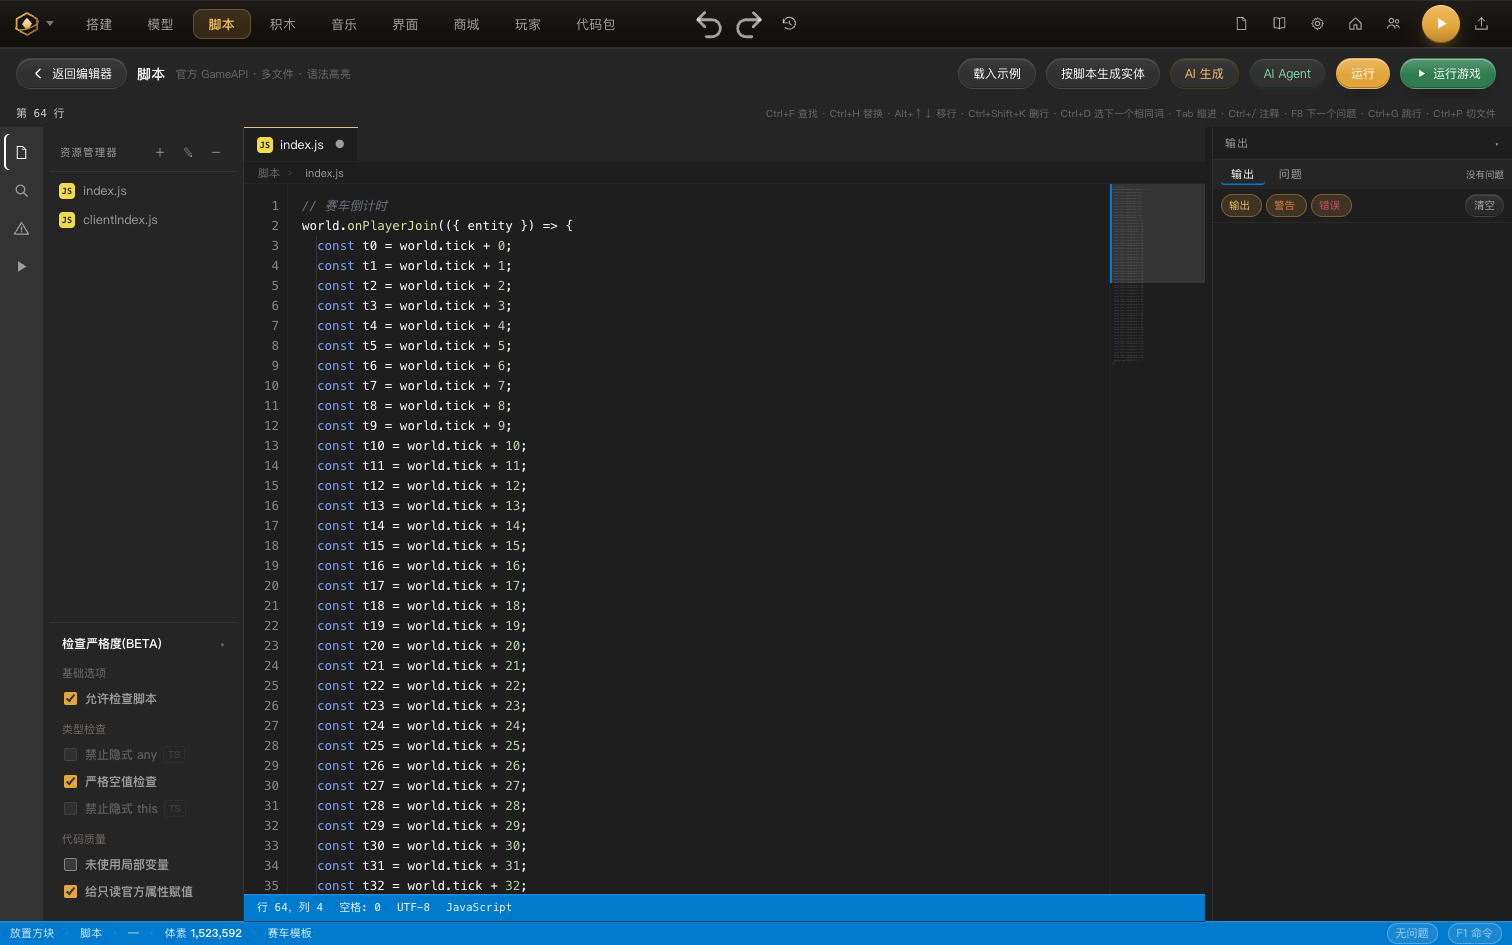 搭建 模型 脚本 积木 音乐 界面 商城 玩家 代码包
返回编辑器 脚本 官方 GameAPI · 多文件 · 语法高亮 载入示例 按脚本生成实体 AI 生成 AI Agent 运行 运行游戏
第 64 行 Ctrl+F 查找 · Ctrl+H 替换 · Alt+↑↓ 移行 · Ctrl+Shift+K 删行 · Ctrl+D 选下一个相同词 · Tab 缩进 · Ctrl+/ 注释 · F8 下一个问题 · Ctrl+G 跳行 · Ctrl+P 切文件
资源管理器
JS index.js
JS clientIndex.js
检查严格度(BETA)
基础选项
允许检查脚本
类型检查
禁止隐式 any TS
严格空值检查
禁止隐式 this TS
代码质量
未使用局部变量
给只读官方属性赋值
JS index.js
脚本 > index.js
1 // 赛车倒计时
2 world.onPlayerJoin(({ entity }) => {
3 const t0 = world.tick + 0;
4 const t1 = world.tick + 1;
5 const t2 = world.tick + 2;
6 const t3 = world.tick + 3;
7 const t4 = world.tick + 4;
8 const t5 = world.tick + 5;
9 const t6 = world.tick + 6;
10 const t7 = world.tick + 7;
11 const t8 = world.tick + 8;
12 const t9 = world.tick + 9;
13 const t10 = world.tick + 10;
14 const t11 = world.tick + 11;
15 const t12 = world.tick + 12;
16 const t13 = world.tick + 13;
17 const t14 = world.tick + 14;
18 const t15 = world.tick + 15;
19 const t16 = world.tick + 16;
20 const t17 = world.tick + 17;
21 const t18 = world.tick + 18;
22 const t19 = world.tick + 19;
23 const t20 = world.tick + 20;
24 const t21 = world.tick + 21;
25 const t22 = world.tick + 22;
26 const t23 = world.tick + 23;
27 const t24 = world.tick + 24;
28 const t25 = world.tick + 25;
29 const t26 = world.tick + 26;
30 const t27 = world.tick + 27;
31 const t28 = world.tick + 28;
32 const t29 = world.tick + 29;
33 const t30 = world.tick + 30;
34 const t31 = world.tick + 31;
35 const t32 = world.tick + 32;
行 64, 列 4 空格: 0 UTF-8 JavaScript
输出
输出 问题 没有问题
输出 警告 错误 清空
放置方块 · 脚本 · — · 体素 1,523,592 · 赛车模板 无问题 F1 命令